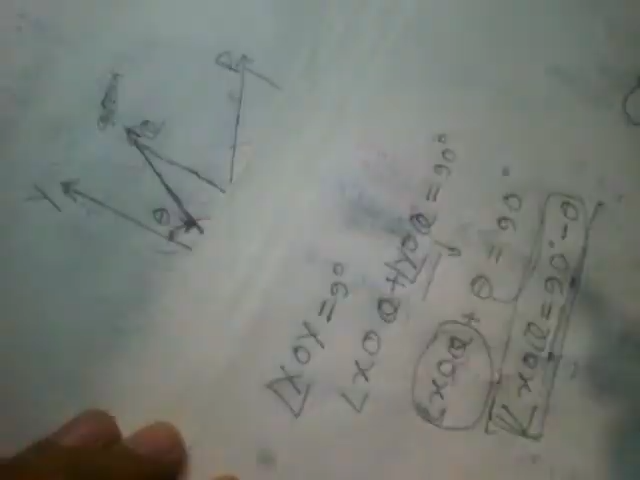 Y
θ
Q
P
∠XOY = 90
∠XOQ + ∠YOQ = 90°
∠XOQ + θ = 90°
∠XOQ = 90° - θ